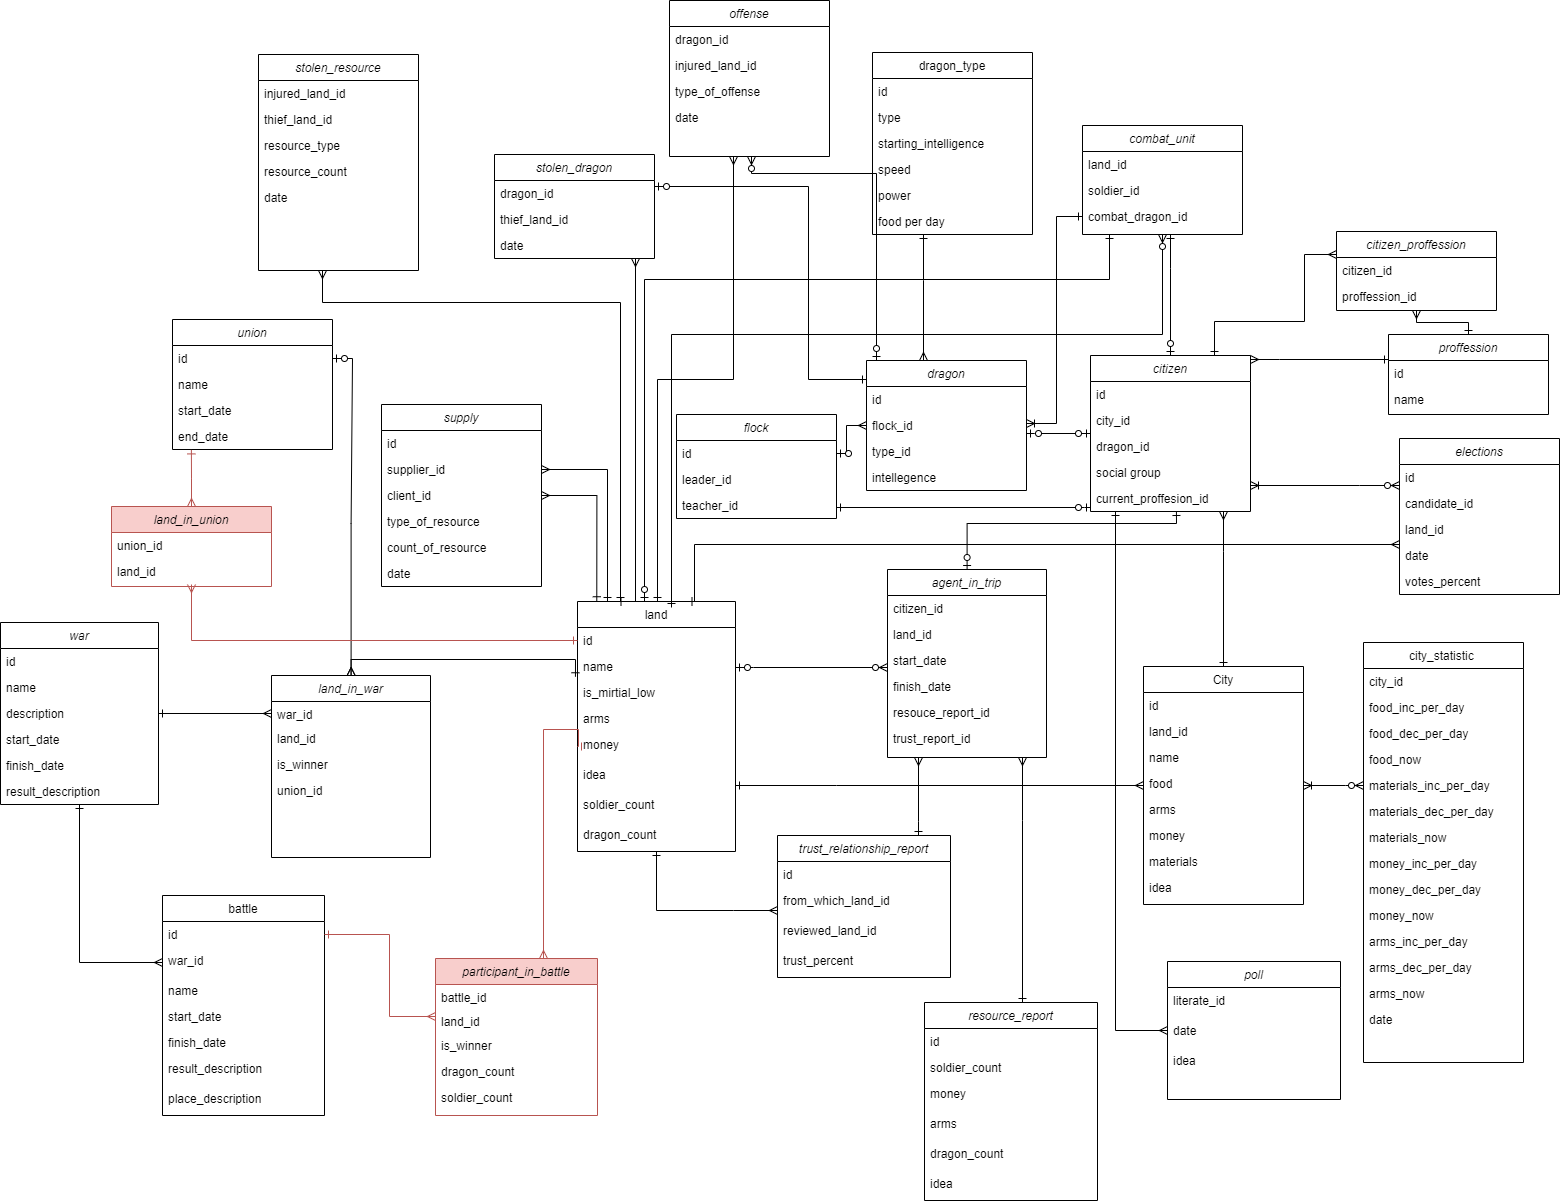 offense
dragon_id
injured_land_id
type_of_offense
date
stolen_resource
injured_land_id
thief_land_id
resource_type
resource_count
date
dragon_type
id
type
starting_intelligence
speed
power
food per day
stolen_dragon
dragon_id
thief_land_id
date
combat_unit
land_id
soldier_id
combat_dragon_id
citizen_proffession
citizen_id
proffession_id
union
id
name
start_date
end_date
proffession
id
name
dragon
id
flock_id
type_id
intellegence
citizen
id
city_id
dragon_id
social group
current_proffesion_id
supply
id
supplier_id
client_id
type_of_resource
count_of_resource
date
flock
id
leader_id
teacher_id
elections
id
candidate_id
land_id
date
votes_percent
land_in_union
union_id
land_id
agent_in_trip
citizen_id
land_id
start_date
finish_date
resouce_report_id
trust_report_id
land
id
name
is_mirtial_low
arms
money
idea
soldier_count
dragon_count
war
id
name
description
start_date
finish_date
result_description
land_in_war
war_id
land_id
is_winner
union_id
City
id
land_id
name
food
arms
money
materials
idea
city_statistic
city_id
food_inc_per_day
food_dec_per_day
food_now
materials_inc_per_day
materials_dec_per_day
materials_now
money_inc_per_day
money_dec_per_day
money_now
arms_inc_per_day
arms_dec_per_day
arms_now
date
trust_relationship_report
id
from_which_land_id
reviewed_land_id
trust_percent
battle
id
war_id
name
start_date
finish_date
result_description
place_description
participant_in_battle
battle_id
land_id
is_winner
dragon_count
soldier_count
poll
literate_id
date
idea
resource_report
id
soldier_count
money
arms
dragon_count
idea